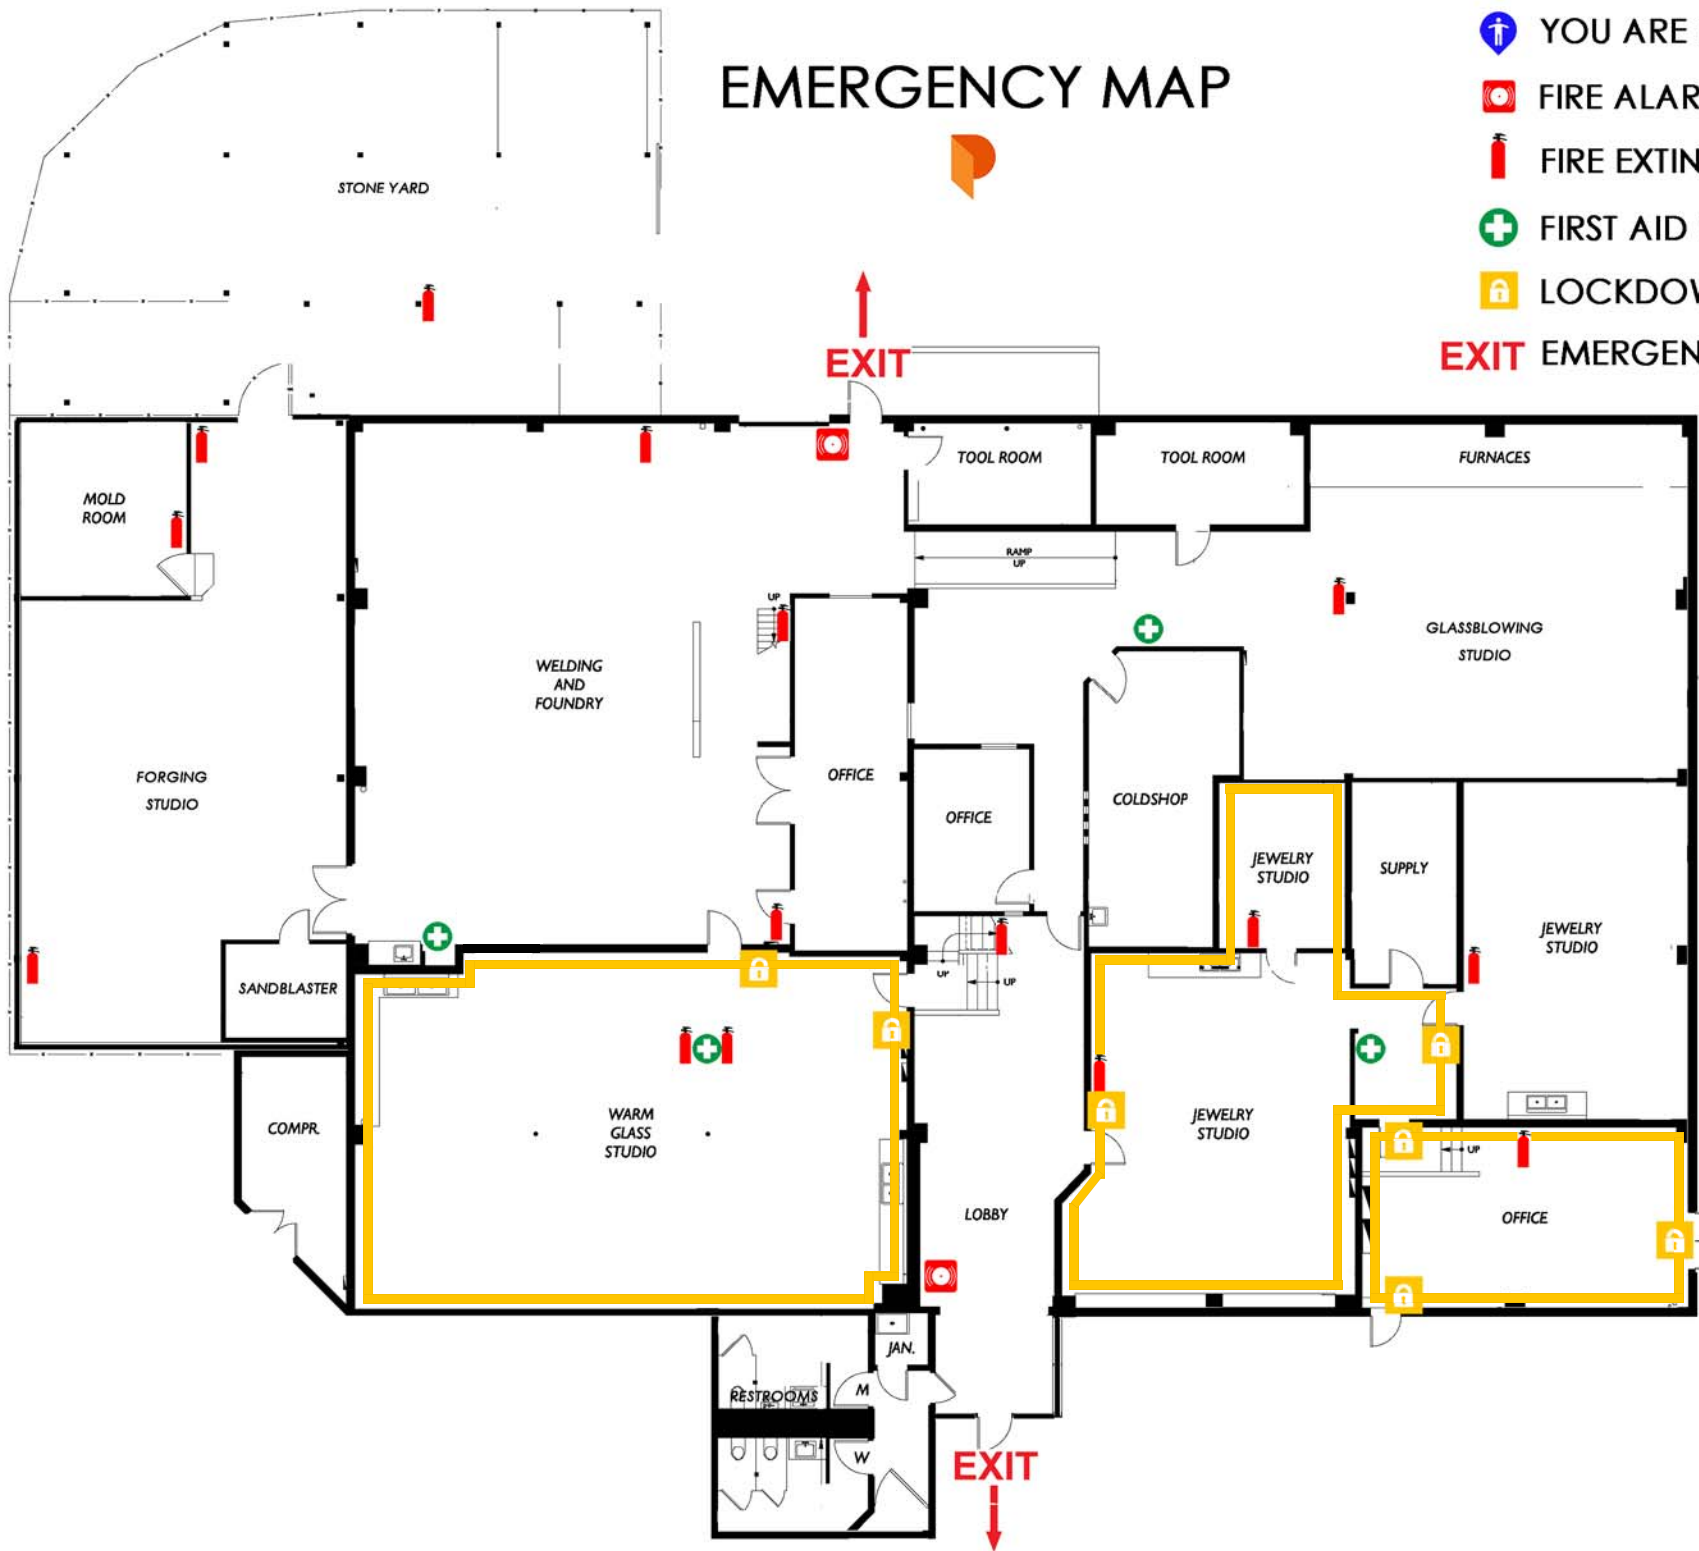 EMERGENCY MAP
YOU ARE
FIRE ALAR
FIRE EXTIN
FIRST AID
LOCKDOW
EXIT EMERGEN
STONE YARD
EXIT
MOLD
ROOM
TOOL ROOM
TOOL ROOM
FURNACES
RAMP
UP
UP
GLASSBLOWING
STUDIO
WELDING
AND
FOUNDRY
FORGING
STUDIO
OFFICE
OFFICE
COLDSHOP
JEWELRY
STUDIO
SUPPLY
JEWELRY
STUDIO
SANDBLASTER
UP
UP
COMPR.
WARM
GLASS
STUDIO
JEWELRY
STUDIO
UP
LOBBY
OFFICE
JAN.
RESTROOMS
M
W
EXIT